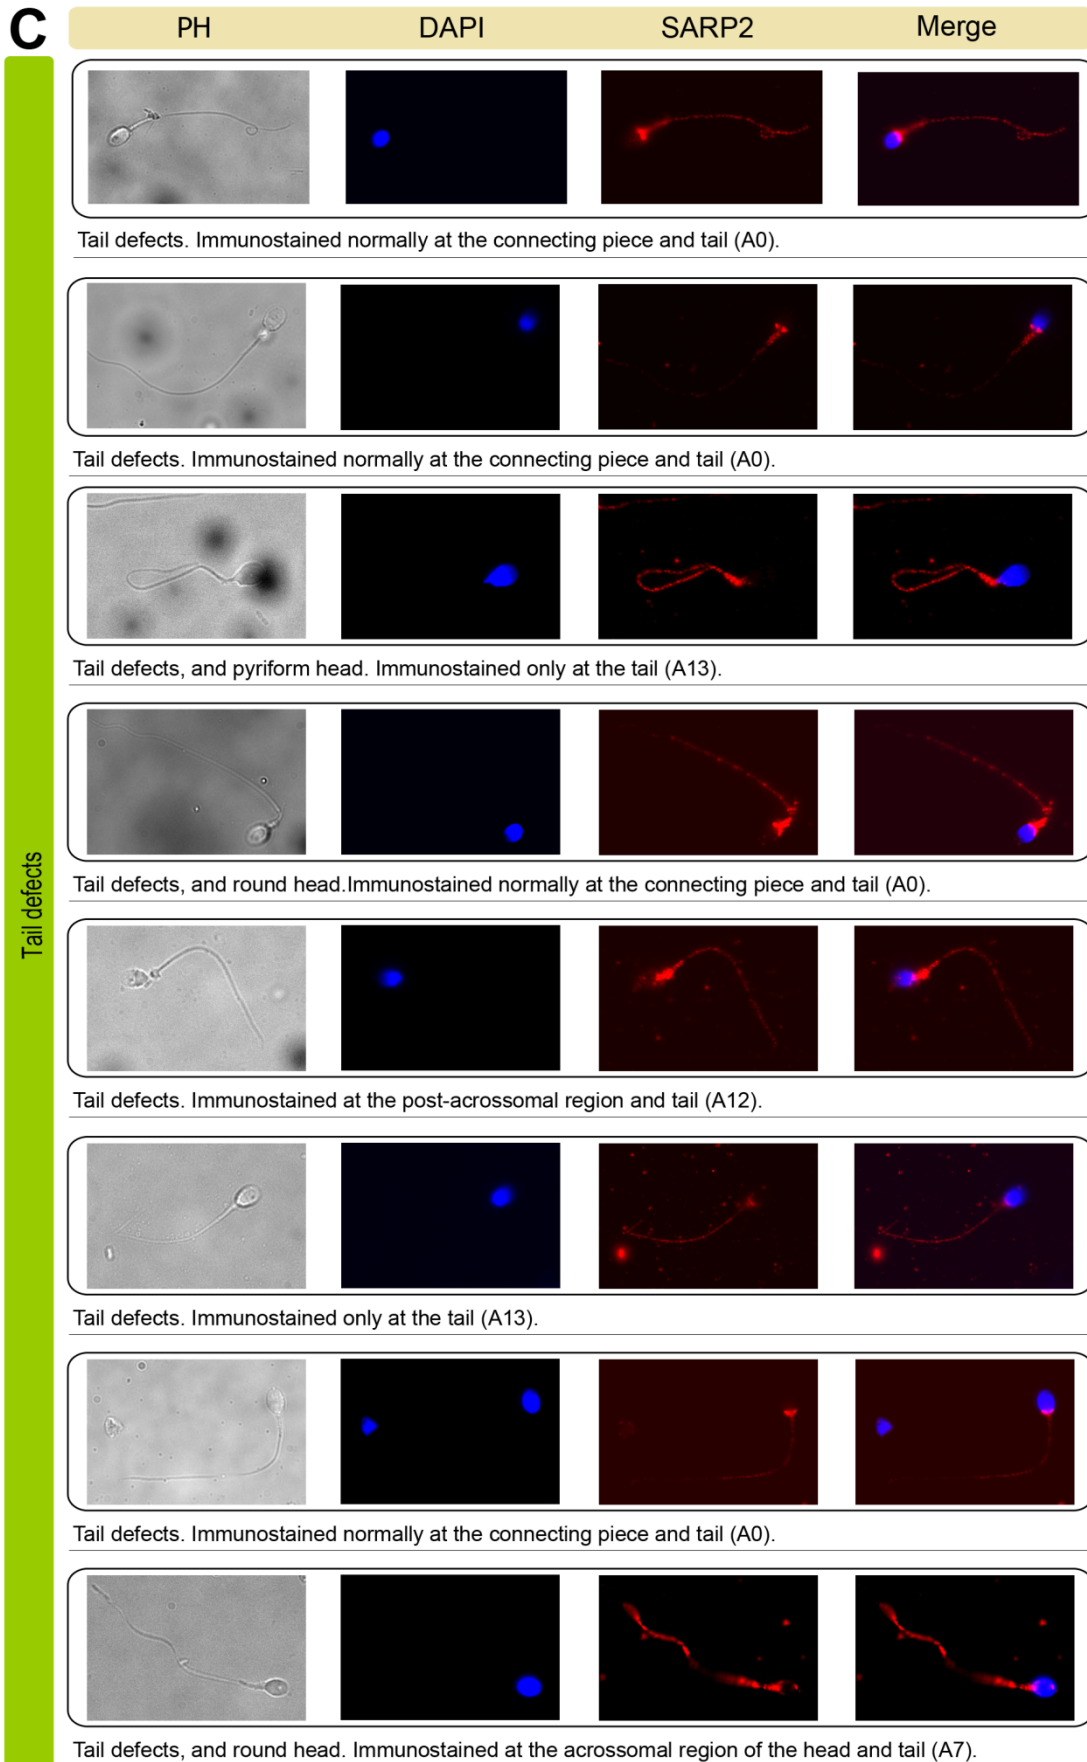 C
PH DAPI SARP2 Merge
Tail defects
Tail defects. Immunostained normally at the connecting piece and tail (A0).
Tail defects. Immunostained normally at the connecting piece and tail (A0).
Tail defects, and pyriform head. Immunostained only at the tail (A13).
Tail defects, and round head.Immunostained normally at the connecting piece and tail (A0).
Tail defects. Immunostained at the post-acrossomal region and tail (A12).
Tail defects. Immunostained only at the tail (A13).
Tail defects. Immunostained normally at the connecting piece and tail (A0).
Tail defects, and round head. Immunostained at the acrossomal region of the head and tail (A7).